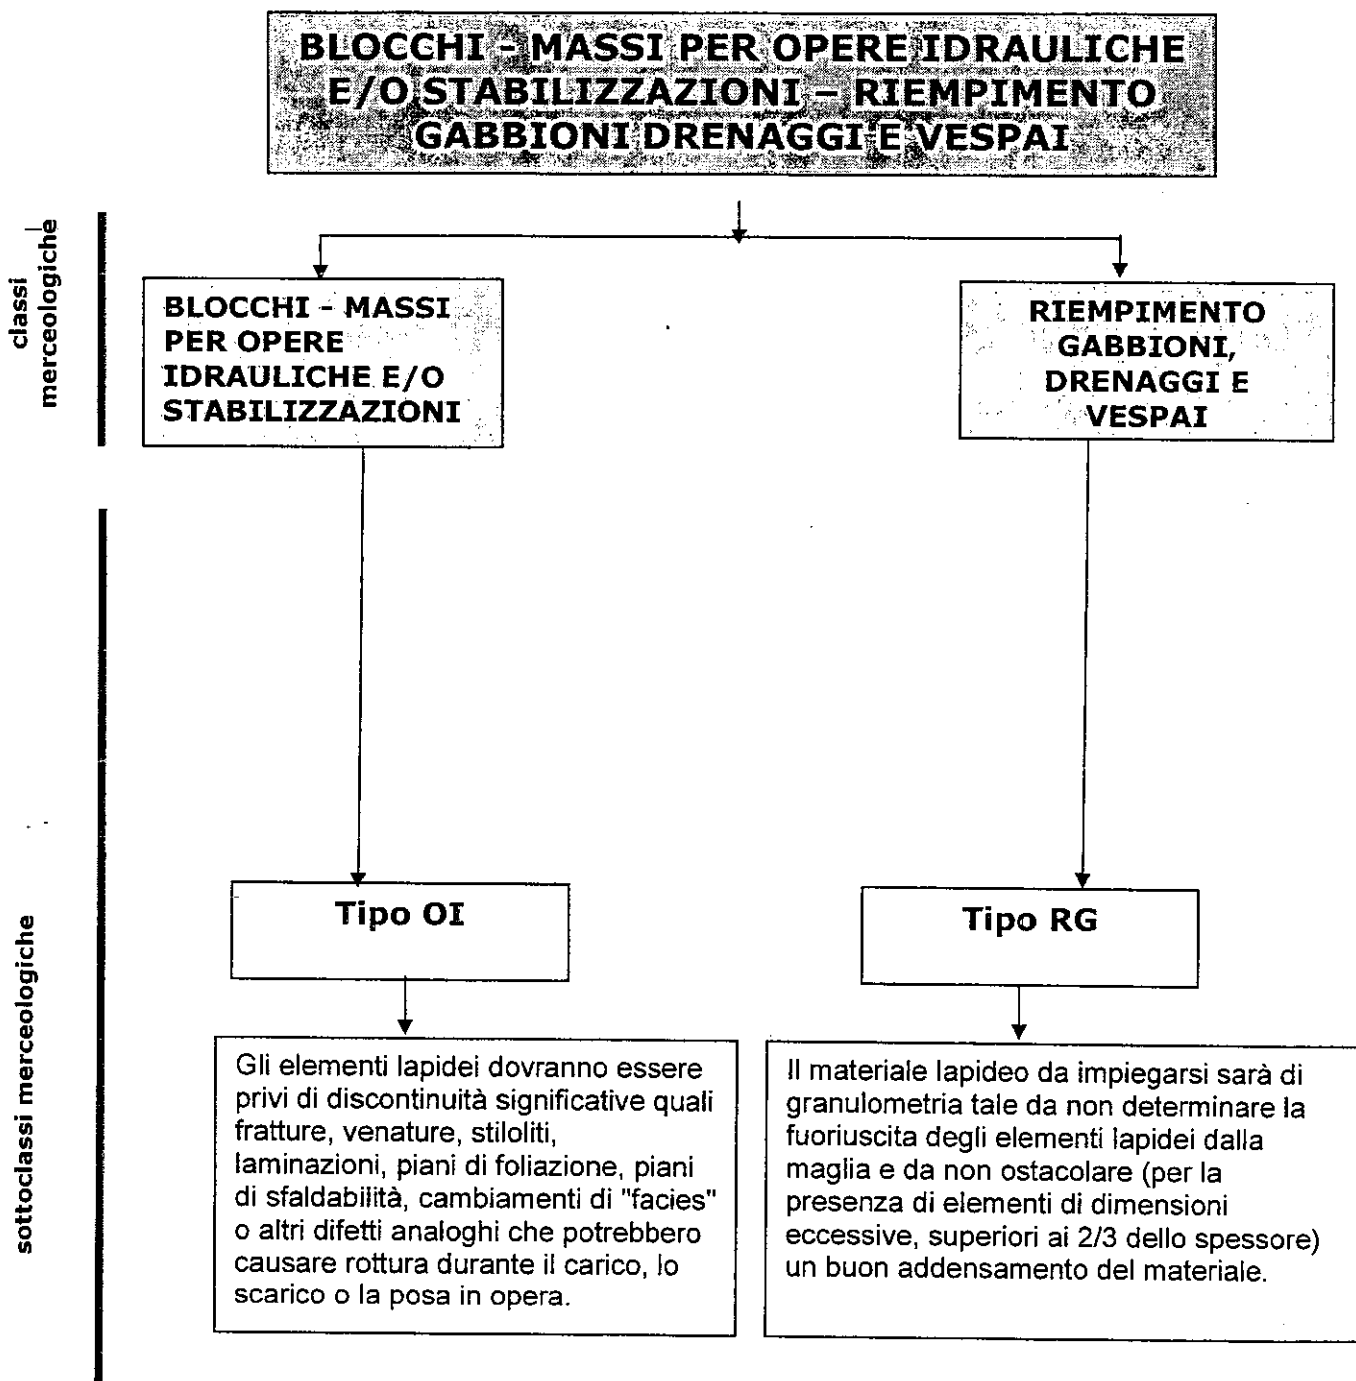 BLOCCHI - MASSI PER OPERE IDRAULICHE
E/O STABILIZZAZIONI – RIEMPIMENTO
GABBIONI DRENAGGI E VESPAI
classi
merceologiche
BLOCCHI - MASSI
PER OPERE
IDRAULICHE E/O
STABILIZZAZIONI
RIEMPIMENTO
GABBIONI,
DRENAGGI E
VESPAI
sottoclassi merceologiche
Tipo OI
Tipo RG
Gli elementi lapidei dovranno essere
privi di discontinuità significative quali
fratture, venature, stiloliti,
laminazioni, piani di foliazione, piani
di sfaldabilità, cambiamenti di "facies"
o altri difetti analoghi che potrebbero
causare rottura durante il carico, lo
scarico o la posa in opera.
Il materiale lapideo da impiegarsi sarà di
granulometria tale da non determinare la
fuoriuscita degli elementi lapidei dalla
maglia e da non ostacolare (per la
presenza di elementi di dimensioni
eccessive, superiori ai 2/3 dello spessore)
un buon addensamento del materiale.